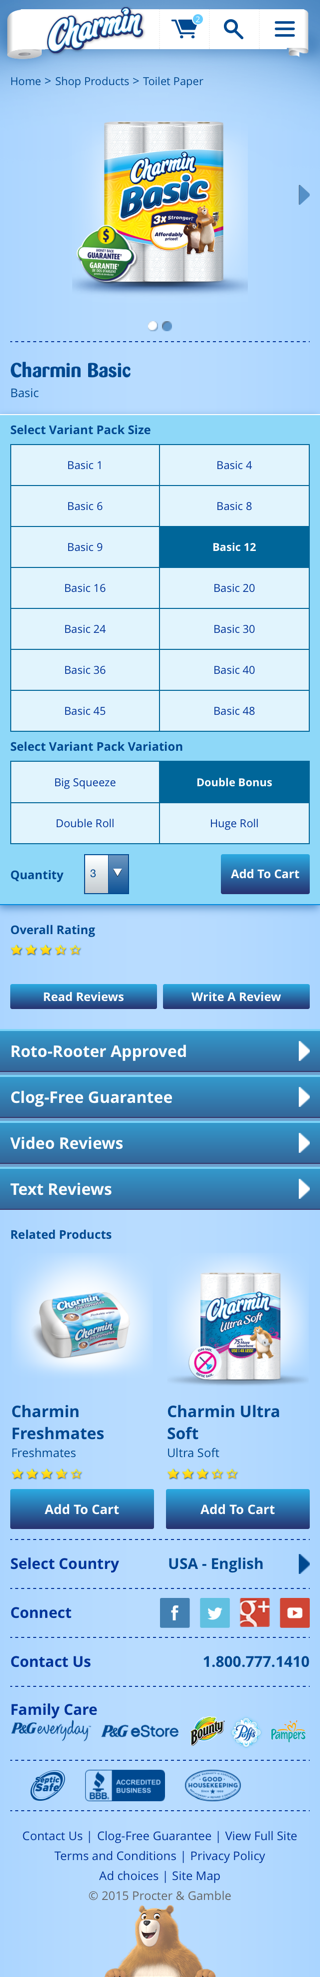 Charmin
2
Home > Shop Products > Toilet Paper
Charmin
Basic
3x Stronger!
Affordably
priced!
$
GUARANTEE
GARANTIE
Charmin Basic
Basic
Select Variant Pack Size
Basic 1
Basic 4
Basic 6
Basic 8
Basic 9
Basic 12
Basic 16
Basic 20
Basic 24
Basic 30
Basic 36
Basic 40
Basic 45
Basic 48
Select Variant Pack Variation
Big Squeeze
Double Bonus
Double Roll
Huge Roll
Quantity
3
Add To Cart
Overall Rating
Read Reviews
Write A Review
Roto-Rooter Approved
Clog-Free Guarantee
Video Reviews
Text Reviews
Related Products
Charmin
Charmin
Charmin
Ultra Soft
Charmin Freshmates
Freshmates
Charmin Ultra Soft
Ultra Soft
Add To Cart
Add To Cart
Select Country
USA - English
Connect
f
g+
Contact Us
1.800.777.1410
Family Care
P&G everyday
P&G eStore
Bounty
Puffs
Pampers
Septic Safe
BBB.
ACCREDITED BUSINESS
GOOD HOUSEKEEPING
Contact Us | Clog-Free Guarantee | View Full Site
Terms and Conditions | Privacy Policy
Ad choices | Site Map
© 2015 Procter & Gamble